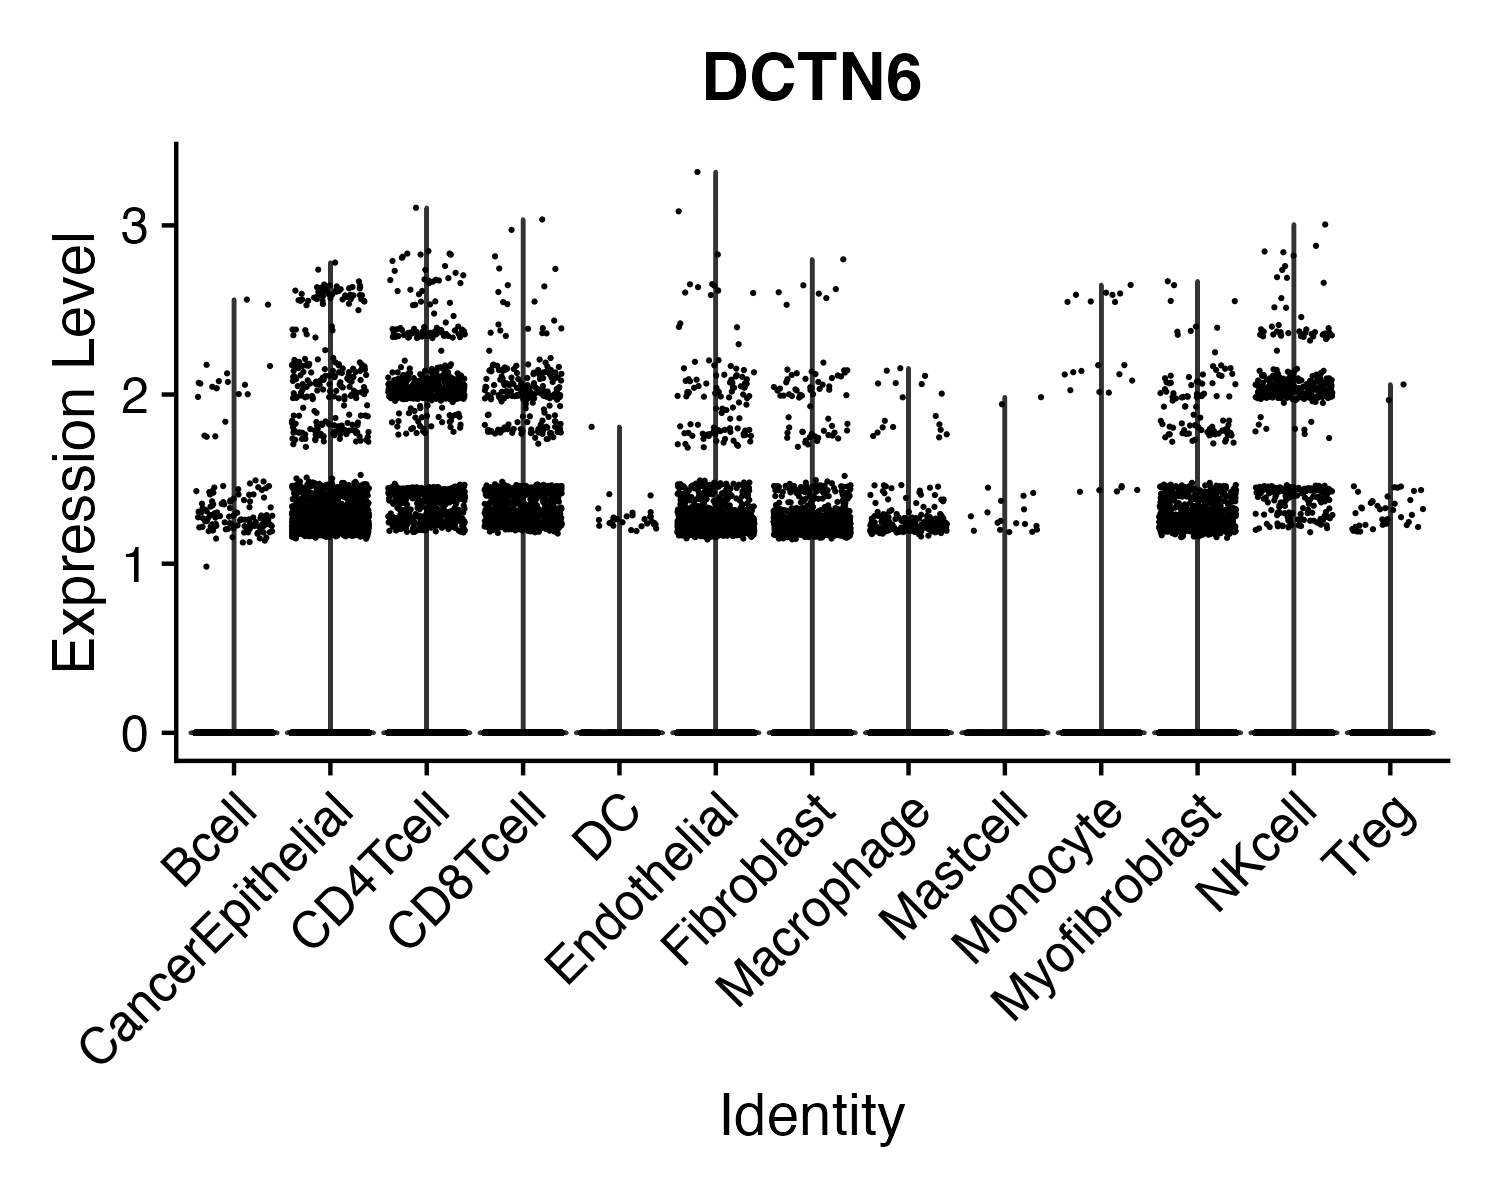 DCTN6
Expression Level
3
2
1
0
Bcell
CancerEpithelial
CD4Tcell
CD8Tcell
DC
Endothelial
Fibroblast
Macrophage
Mastcell
Monocyte
Myofibroblast
NKcell
Treg
Identity